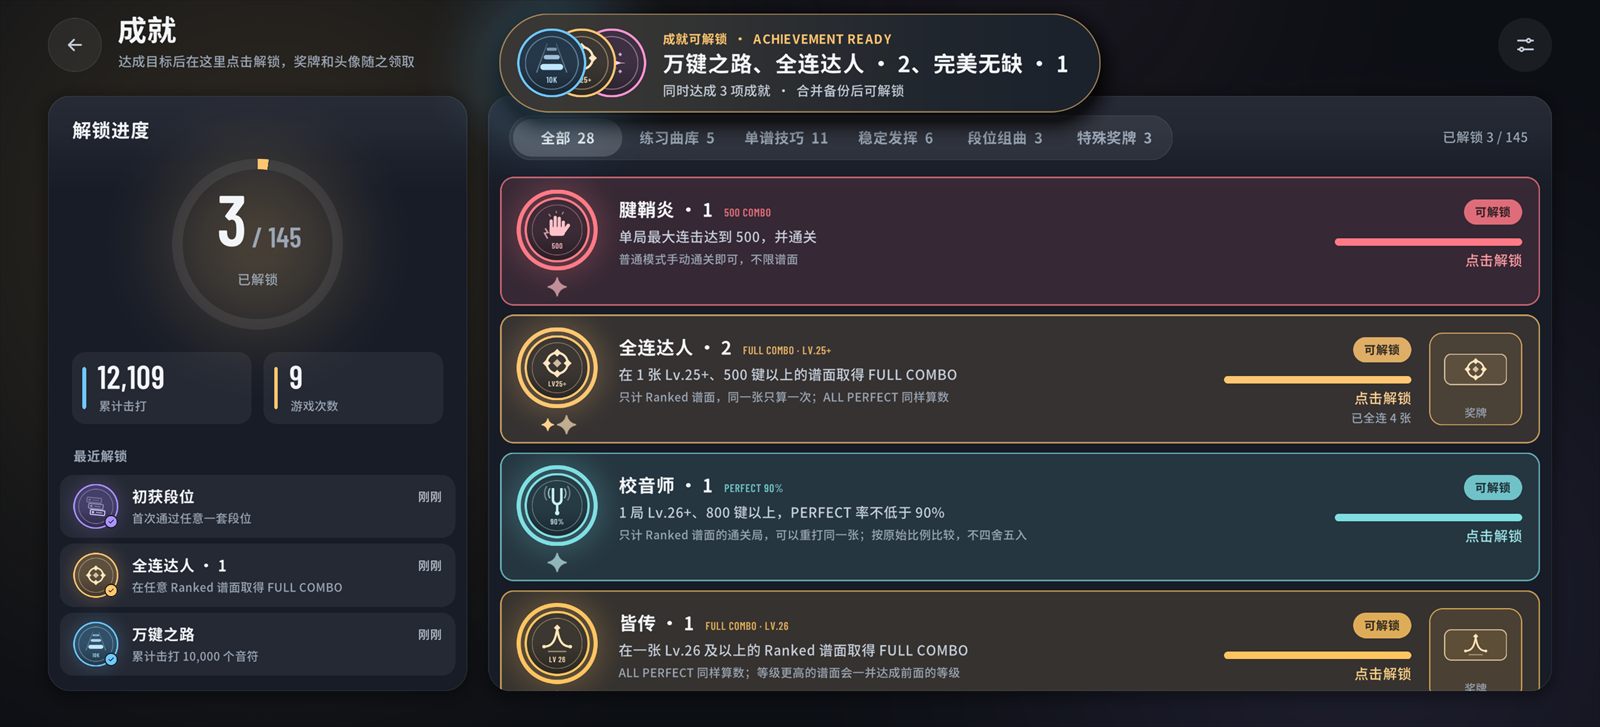 成就
达成目标后在这里点击解锁，奖牌和头像随之领取
10K
25+
成就可解锁 · ACHIEVEMENT READY
万键之路、全连达人 · 2、完美无缺 · 1
同时达成 3 项成就 · 合并备份后可解锁
解锁进度
3 / 145
已解锁
12,109
累计击打
9
游戏次数
最近解锁
初获段位
刚刚
首次通过任意一套段位
全连达人 · 1
刚刚
在任意 Ranked 谱面取得 FULL COMBO
万键之路
刚刚
10K
累计击打 10,000 个音符
全部 28
练习曲库 5
单谱技巧 11
稳定发挥 6
段位组曲 3
特殊奖牌 3
已解锁 3 / 145
腱鞘炎 · 1 500 COMBO
可解锁
单局最大连击达到 500，并通关
500
普通模式手动通关即可，不限谱面
点击解锁
全连达人 · 2 FULL COMBO · LV.25+
可解锁
在 1 张 Lv.25+、500 键以上的谱面取得 FULL COMBO
LV25+
只计 Ranked 谱面，同一张只算一次；ALL PERFECT 同样算数
点击解锁
已全连 4 张
奖牌
校音师 · 1 PERFECT 90%
可解锁
1 局 Lv.26+、800 键以上，PERFECT 率不低于 90%
90%
只计 Ranked 谱面的通关局，可以重打同一张；按原始比例比较，不四舍五入
点击解锁
皆传 · 1 FULL COMBO · LV.26
可解锁
在一张 Lv.26 及以上的 Ranked 谱面取得 FULL COMBO
LV 26
ALL PERFECT 同样算数；等级更高的谱面会一并达成前面的等级
点击解锁
奖牌